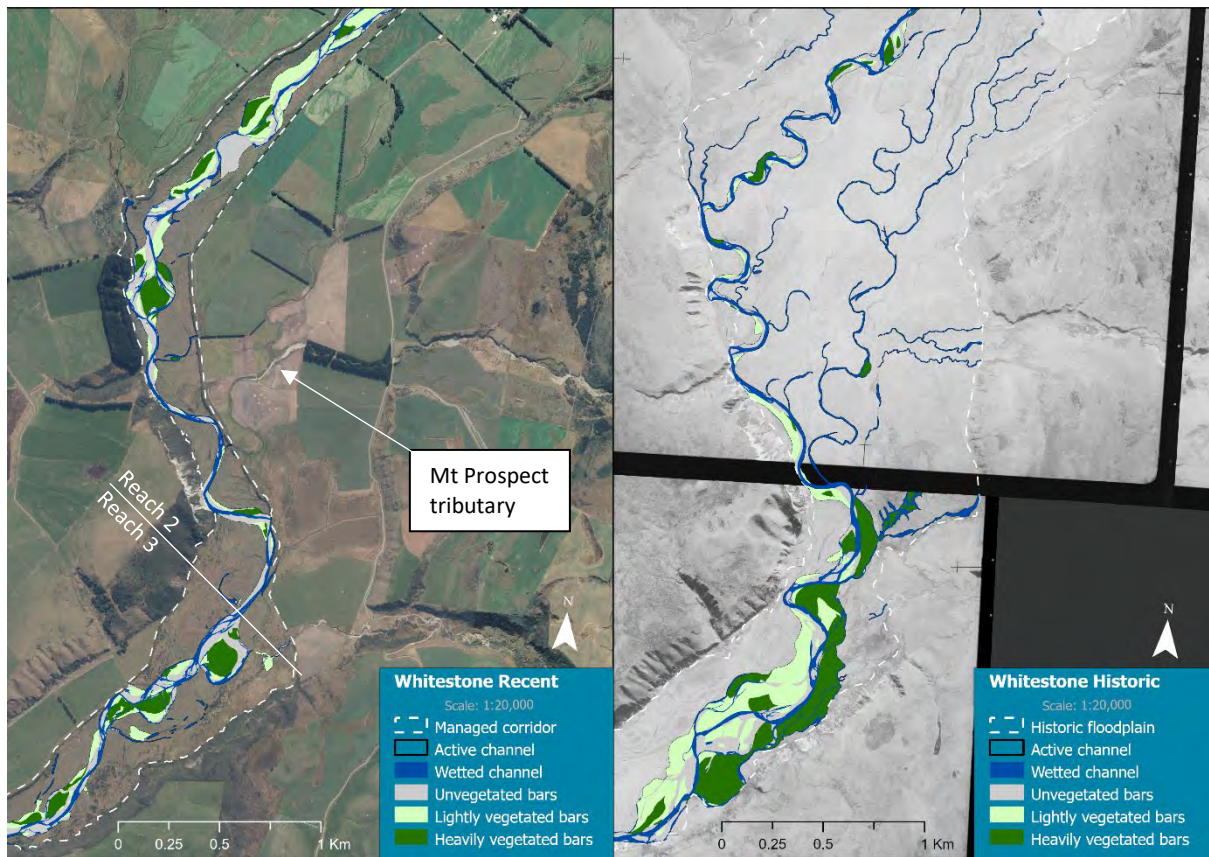 Mt Prospect
tributary
Reach 2
Reach 3
N
Whitestone Recent
Scale: 1:20,000
Managed corridor
Active channel
Wetted channel
Unvegetated bars
Lightly vegetated bars
Heavily vegetated bars
0 0.25 0.5 1 Km
N
Whitestone Historic
Scale: 1:20,000
Historic floodplain
Active channel
Wetted channel
Unvegetated bars
Lightly vegetated bars
Heavily vegetated bars
0 0.25 0.5 1 Km